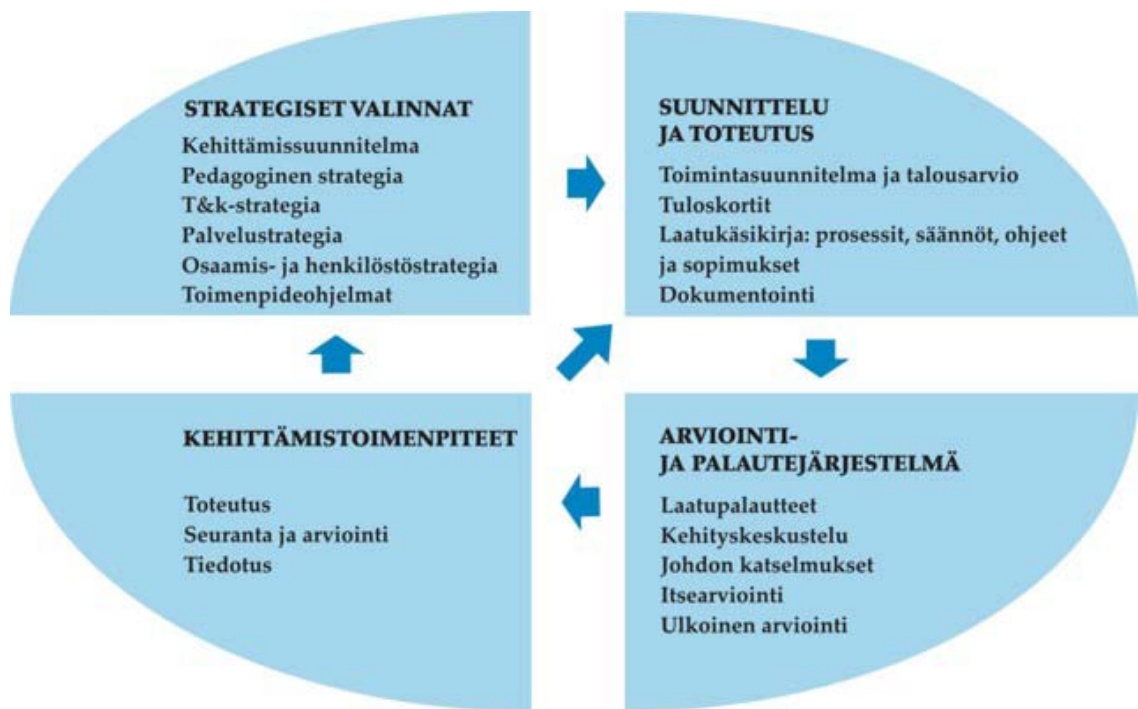 STRATEGISET VALINNAT
Kehittämissuunnitelma
Pedagoginen strategia
T&k-strategia
Palvelustrategia
Osaamis- ja henkilöstöstrategia
Toimenpideohjelmat
SUUNNITTELU
JA TOTEUTUS
Toimintasuunnitelma ja talousarvio
Tuloskortit
Laatukäsikirja: prosessit, säännöt, ohjeet
ja sopimukset
Dokumentointi
KEHITTÄMISTOIMENPITEET
Toteutus
Seuranta ja arviointi
Tiedotus
ARVIOINTI-
JA PALAUTEJÄRJESTELMÄ
Laatupalautteet
Kehityskeskustelu
Johdon katselmukset
Itsearviointi
Ulkoinen arviointi